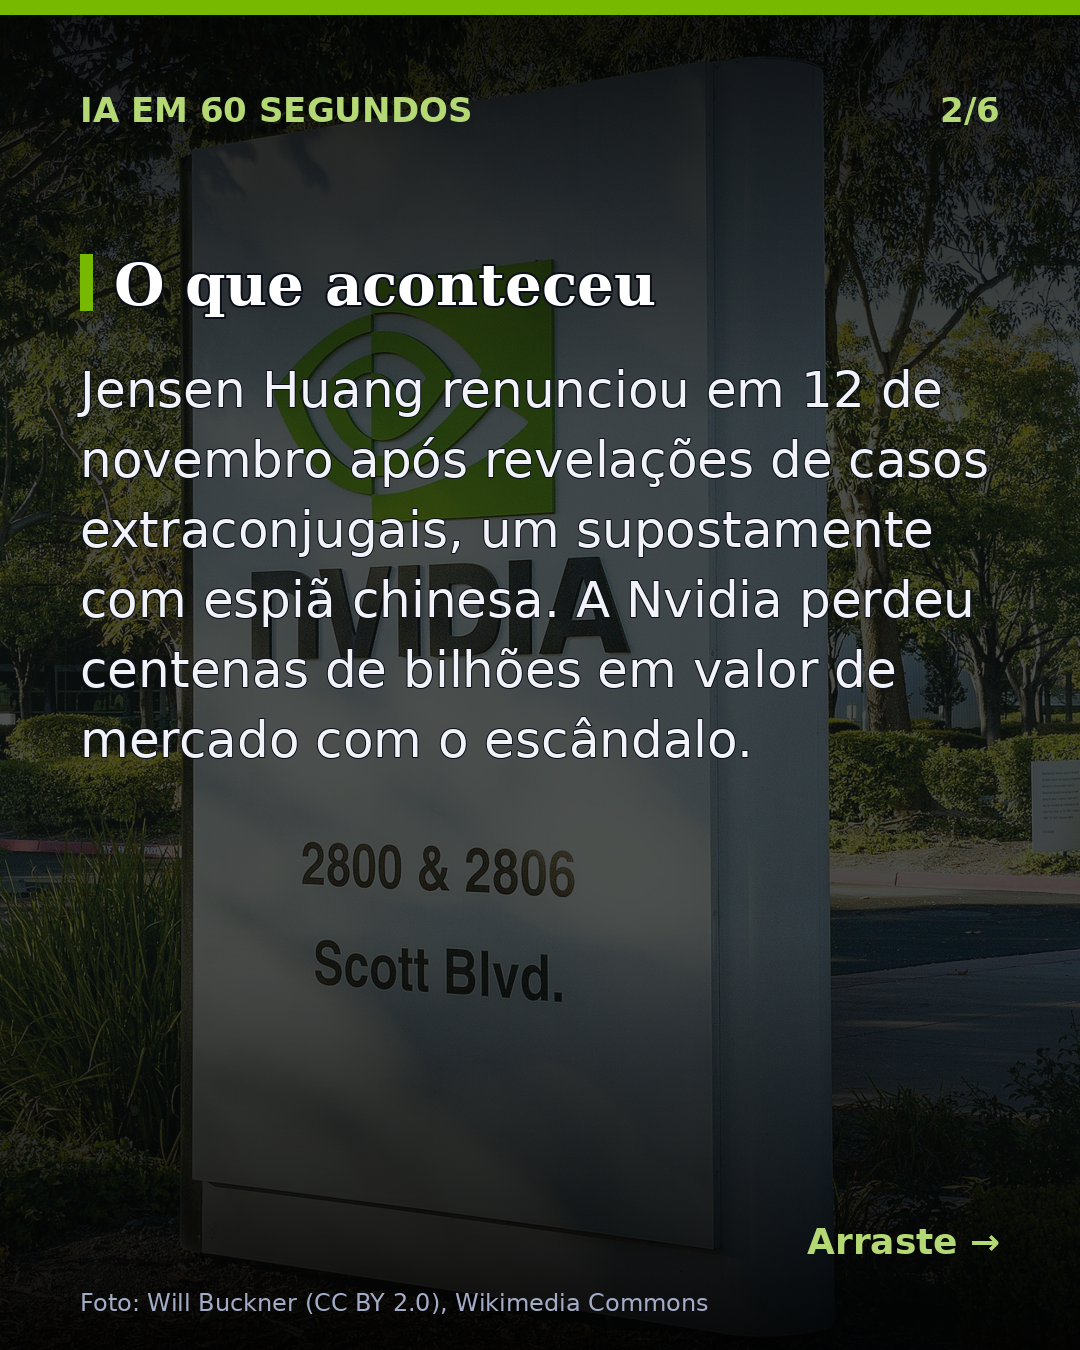 IA EM 60 SEGUNDOS
2/6
O que aconteceu
Jensen Huang renunciou em 12 de
novembro após revelações de casos
extraconjugais, um supostamente
com espiã chinesa. A Nvidia perdeu
centenas de bilhões em valor de
mercado com o escândalo.
NVIDIA
2800 & 2806
Scott Blvd.
Arraste →
Foto: Will Buckner (CC BY 2.0), Wikimedia Commons